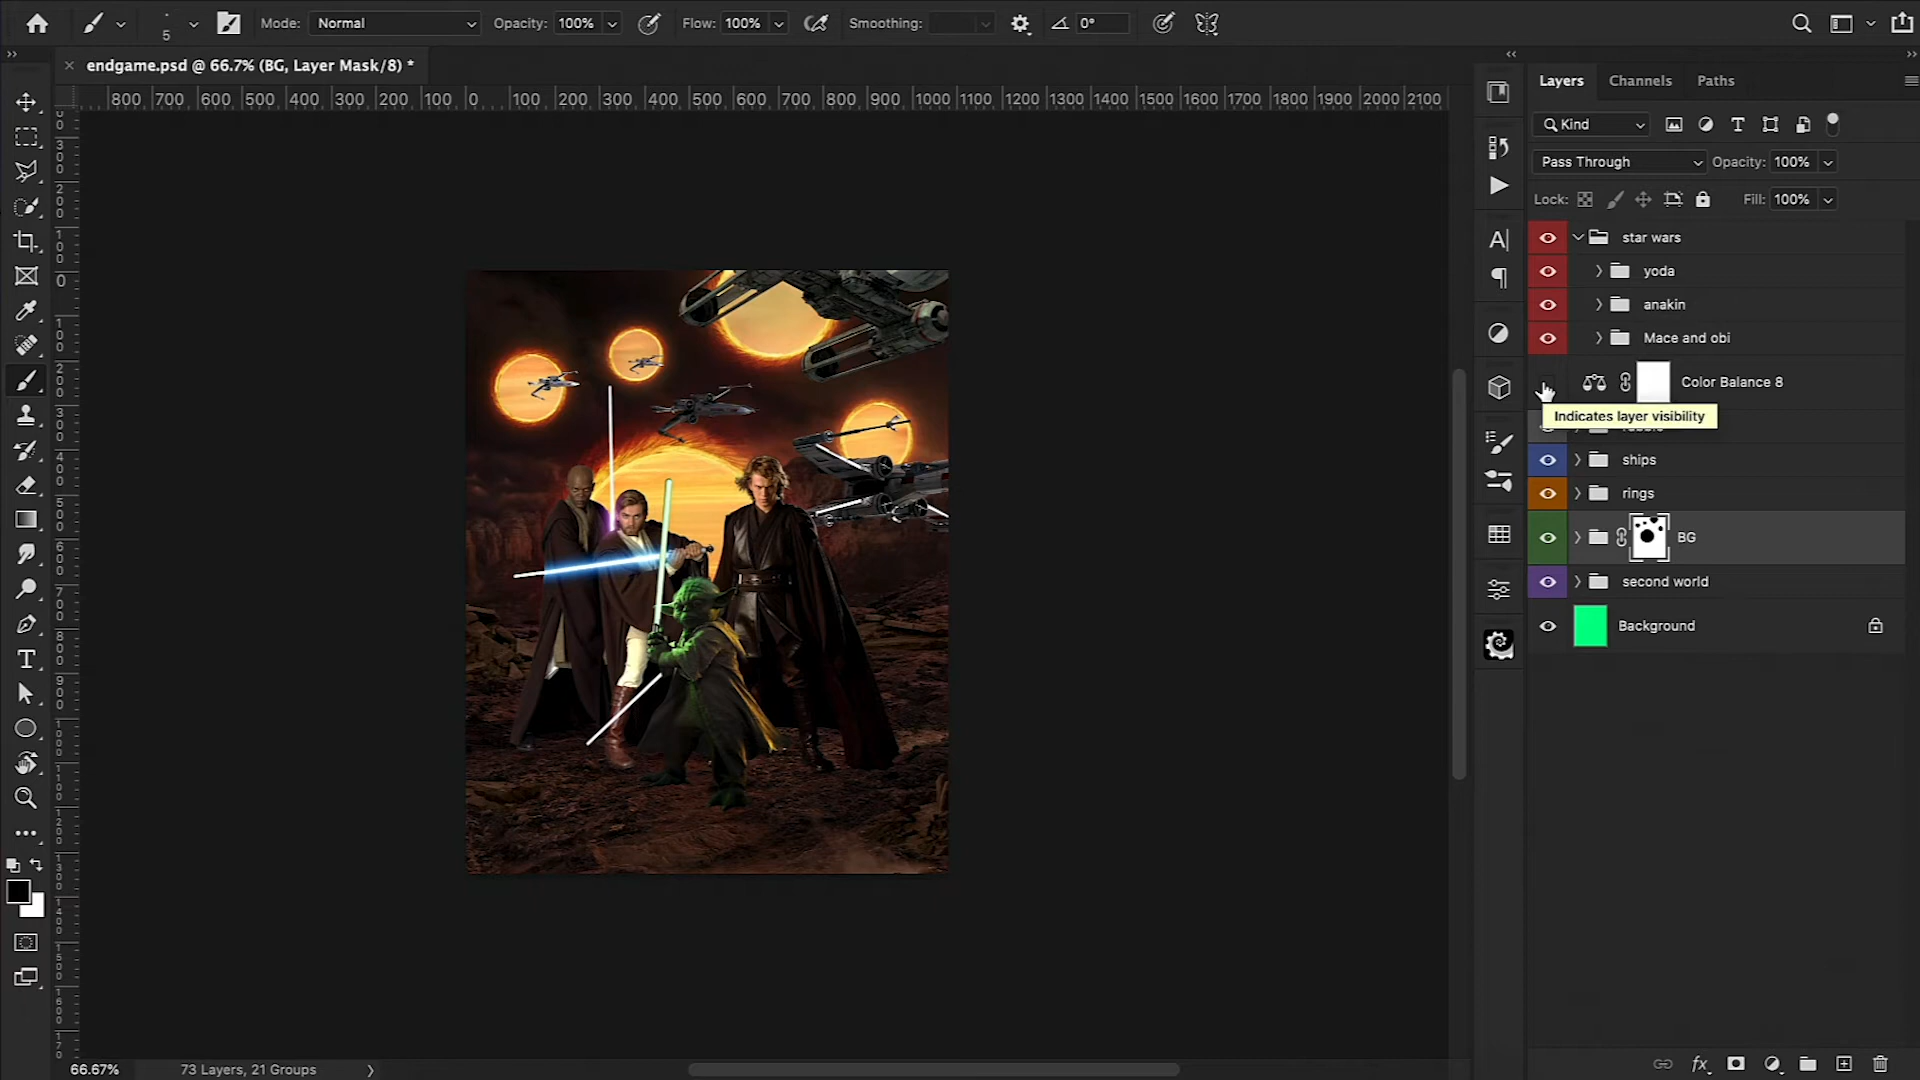 5 Mode: Normal Opacity: 100% Flow: 100% Smoothing: 0°
endgame.psd @ 66.7% (BG, Layer Mask/8) *
800 700 600 500 400 300 200 100 0 100 200 300 400 500 600 700 800 900 1000 1100 1200 1300 1400 1500 1600 1700 1800 1900 2000 2100
Layers Channels Paths
Kind
Pass Through Opacity: 100%
Lock: Fill: 100%
star wars
yoda
anakin
Mace and obi
Color Balance 8
Indicates layer visibility
ships
rings
BG
second world
Background
66.67% 73 Layers, 21 Groups